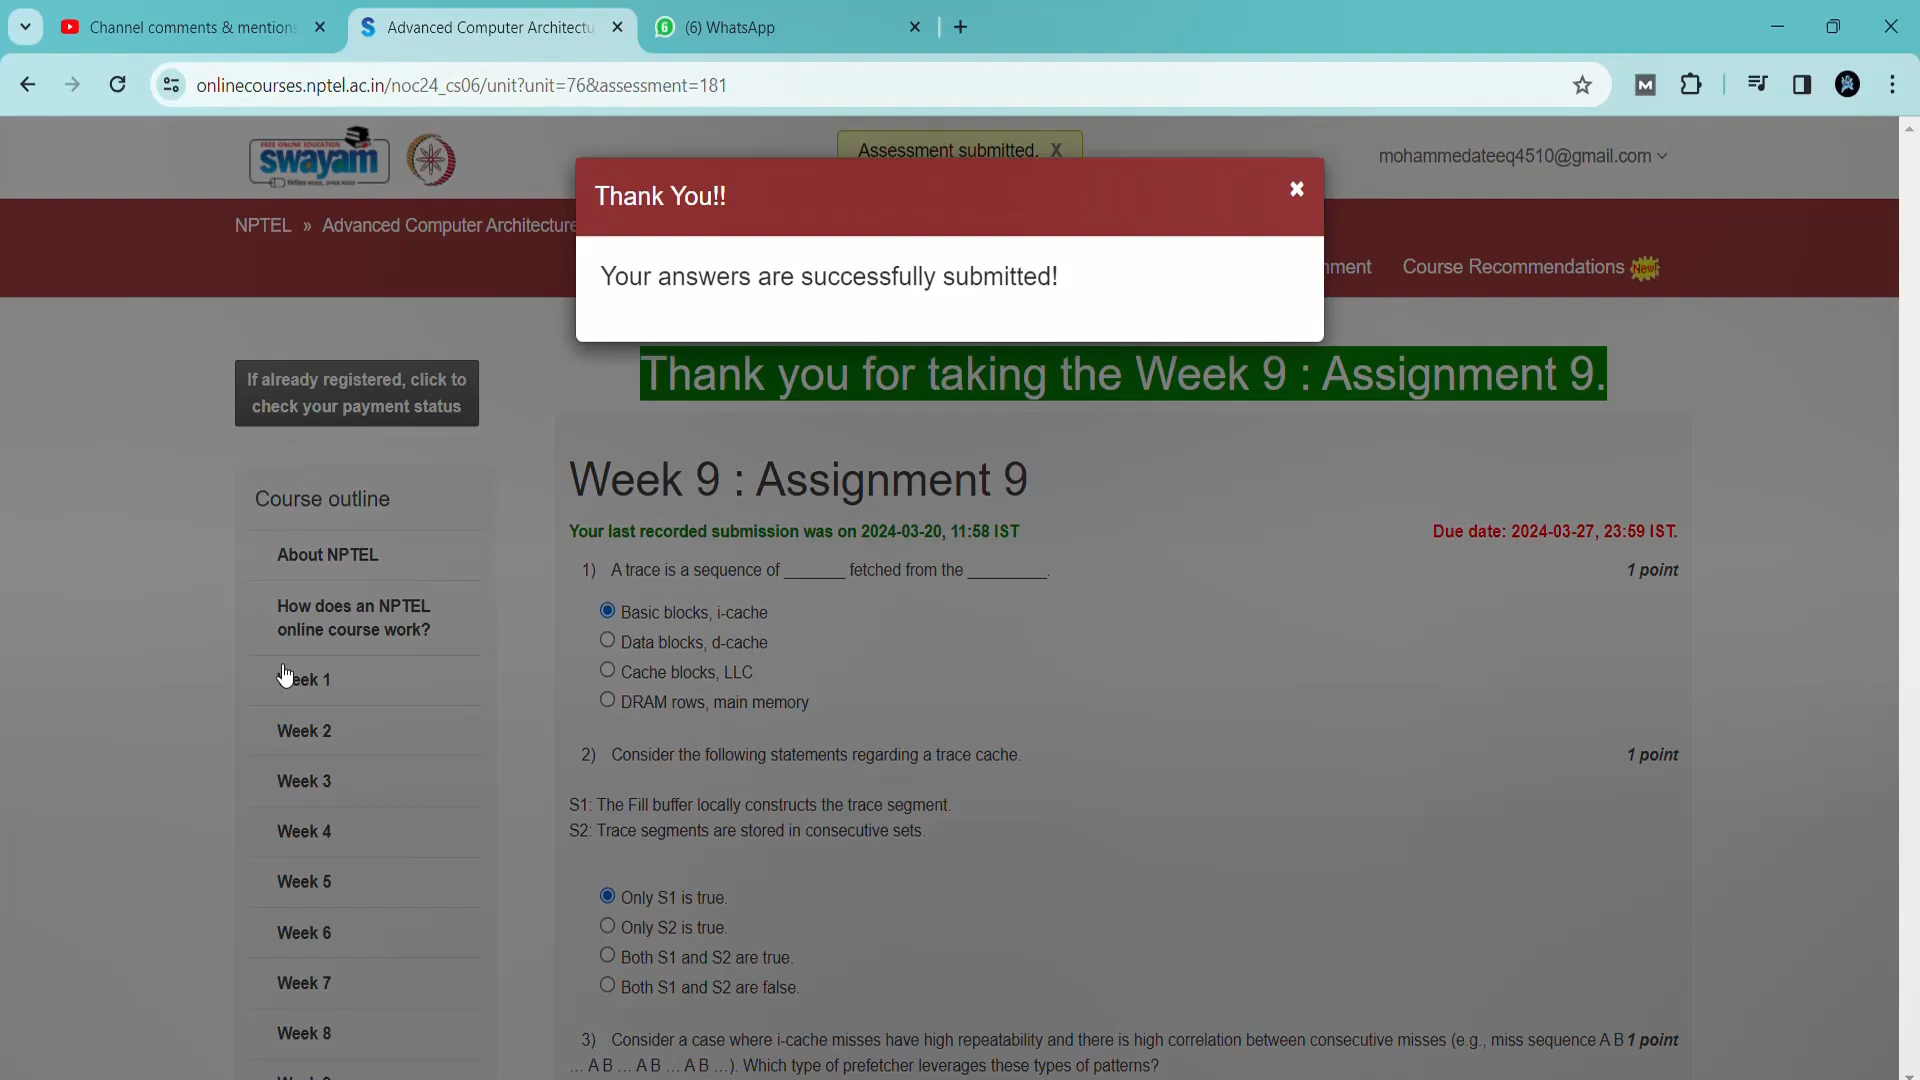 Channel comments & mention
Advanced Computer Architectu
6 (6) WhatsApp
onlinecourses.nptel.ac.in/noc24_cs06/unit?unit=76&assessment=181
M
FREE ONLINE EDUCATION
swayam
Assessment submitted. X
mohammedateeq4510@gmail.com
Thank You!!
NPTEL » Advanced Computer Architecture
Your answers are successfully submitted!
nment Course Recommendations New!
Thank you for taking the Week 9 : Assignment 9.
If already registered, click to
check your payment status
Course outline
About NPTEL
How does an NPTEL
online course work?
eek 1
Week 2
Week 3
Week 4
Week 5
Week 6
Week 7
Week 8
Week 9 : Assignment 9
Your last recorded submission was on 2024-03-20, 11:58 IST Due date: 2024-03-27, 23:59 IST.
1) A trace is a sequence of _______ fetched from the _________. 1 point
Basic blocks, i-cache
Data blocks, d-cache
Cache blocks, LLC
DRAM rows, main memory
2) Consider the following statements regarding a trace cache. 1 point
S1: The Fill buffer locally constructs the trace segment.
S2: Trace segments are stored in consecutive sets.
Only S1 is true.
Only S2 is true.
Both S1 and S2 are true.
Both S1 and S2 are false.
3) Consider a case where i-cache misses have high repeatability and there is high correlation between consecutive misses (e.g., miss sequence A B 1 point
... A B ... A B ... A B ...). Which type of prefetcher leverages these types of patterns?